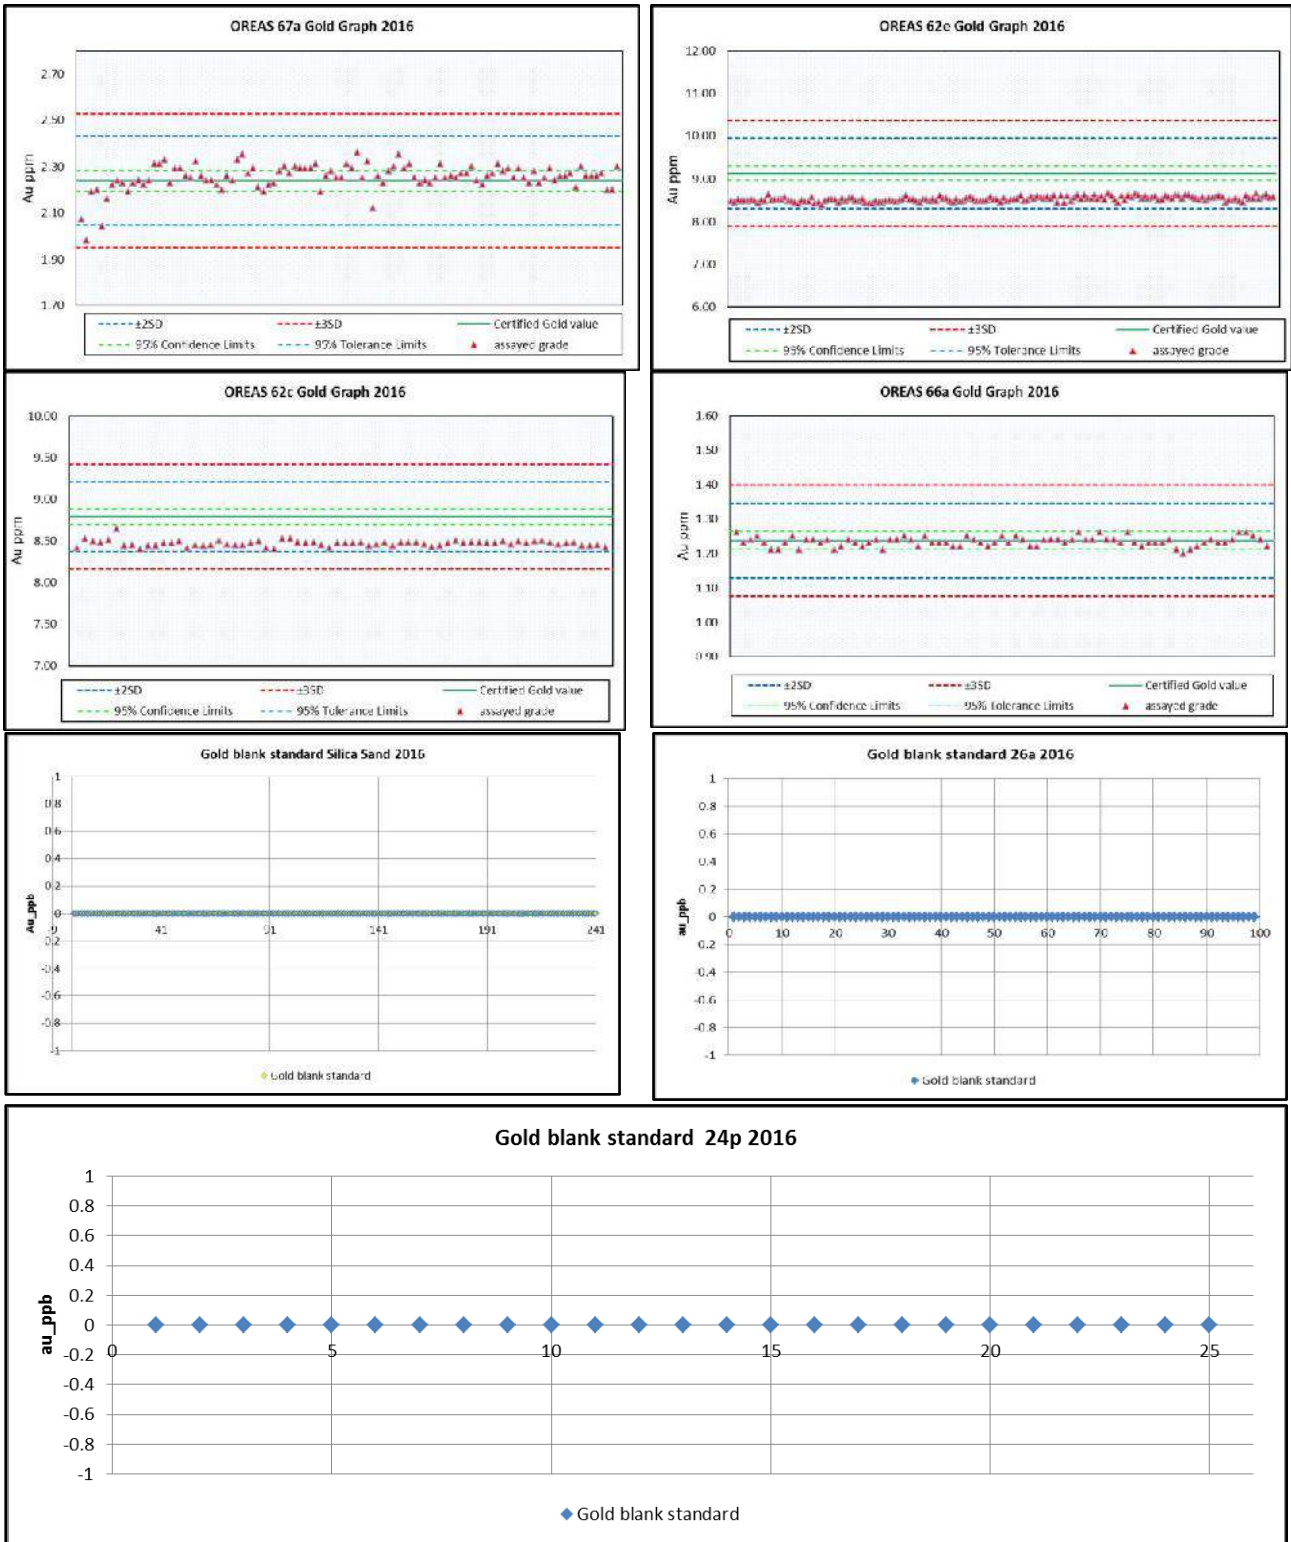 OREAS 67a Gold Graph 2016
2.70
2.50
2.30
2.10
1.90
1.70
Au ppm
±2SD
±3SD
Certified Gold value
95% Confidence Limits
95% Tolerance Limits
assayed grade
OREAS 62e Gold Graph 2016
12.00
11.00
10.00
9.00
8.00
7.00
6.00
Au ppm
±2SD
±3SD
Certified Gold value
95% Confidence Limits
95% Tolerance Limits
assayed grade
OREAS 62c Gold Graph 2016
10.00
9.50
9.00
8.50
8.00
7.50
7.00
Au ppm
±2SD
±3SD
Certified Gold value
95% Confidence Limits
95% Tolerance Limits
assayed grade
OREAS 66a Gold Graph 2016
1.60
1.50
1.40
1.30
1.20
1.10
1.00
0.90
Au ppm
±2SD
±3SD
Certified Gold value
95% Confidence Limits
95% Tolerance Limits
assayed grade
Gold blank standard Silica Sand 2016
1
0.8
0.6
0.4
0.2
0
-0.2
-0.4
-0.6
-0.8
-1
Au_ppb
-9 41 91 141 191 241
Gold blank standard
Gold blank standard 26a 2016
1
0.8
0.6
0.4
0.2
0
-0.2
-0.4
-0.6
-0.8
-1
au_ppb
0 10 20 30 40 50 60 70 80 90 100
Gold blank standard
Gold blank standard 24p 2016
1
0.8
0.6
0.4
0.2
0
-0.2
-0.4
-0.6
-0.8
-1
au_ppb
0 5 10 15 20 25
Gold blank standard